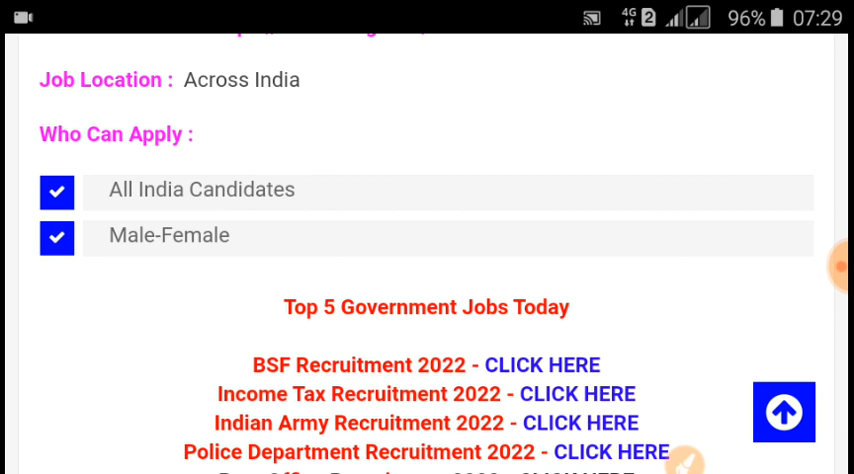 4G 2 96% 07:29
Job Location : Across India
Who Can Apply :
All India Candidates
Male-Female
Top 5 Government Jobs Today
BSF Recruitment 2022 - CLICK HERE
Income Tax Recruitment 2022 - CLICK HERE
Indian Army Recruitment 2022 - CLICK HERE
Police Department Recruitment 2022 - CLICK HERE